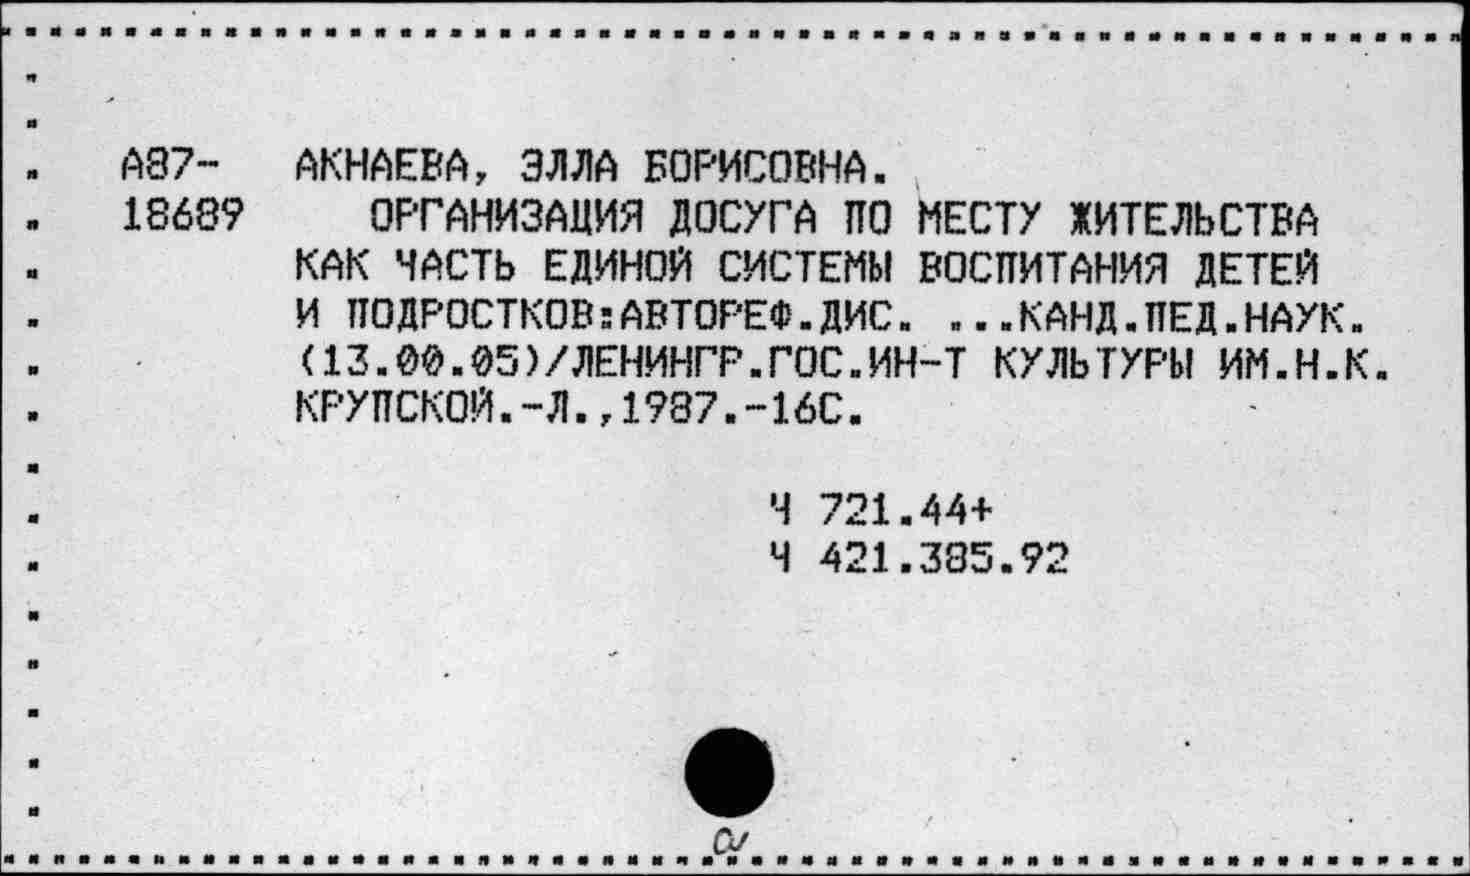 А87- АКНАЕВА, ЭЛЛА БОРИСОВНА.
18689 ОРГАНИЗАЦИЯ ДОСУГА ПО МЕСТУ ЖИТЕЛЬСТВА
КАК ЧАСТЬ ЕДИНОЙ СИСТЕМЫ ВОСПИТАНИЯ ДЕТЕЙ
И ПОДРОСТКОВ:АВТОРЕФ.ДИС. ...КАНД.ПЕД.НАУК.
(13.00.05)/ЛЕНИНГР.ГОС.ИН-Т КУЛЬТУРЫ ИМ.Н.К.
КРУПСКОЙ.-Л.,1987.-16С.
Ч 721.44+
Ч 421.385.92
а